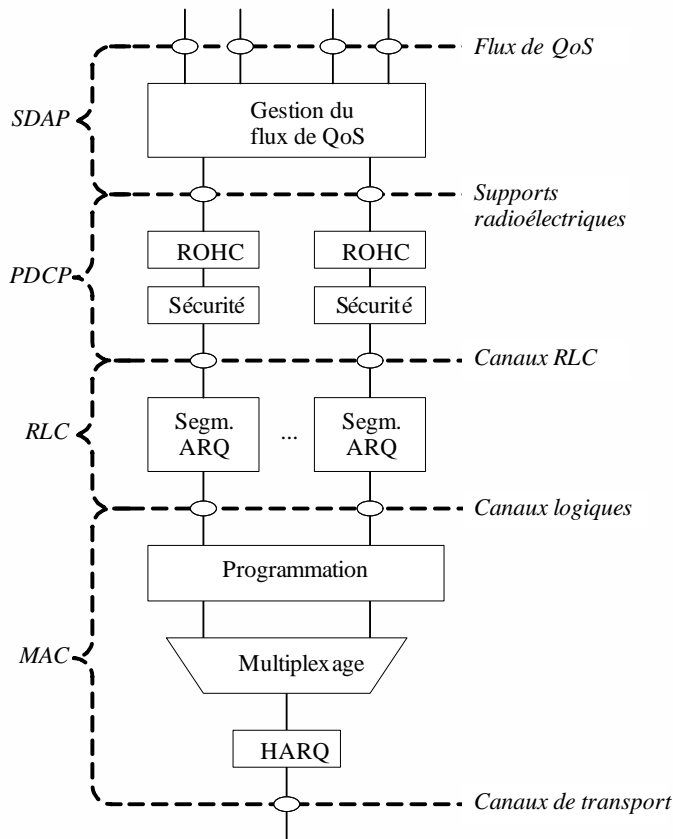 Flux de QoS
Gestion du
flux de QoS
SDAP
Supports
radioélectriques
ROHC
ROHC
PDCP
Sécurité
Sécurité
Canaux RLC
Segm.
ARQ
...
Segm.
ARQ
RLC
Canaux logiques
Programmation
MAC
Multiplexage
HARQ
Canaux de transport